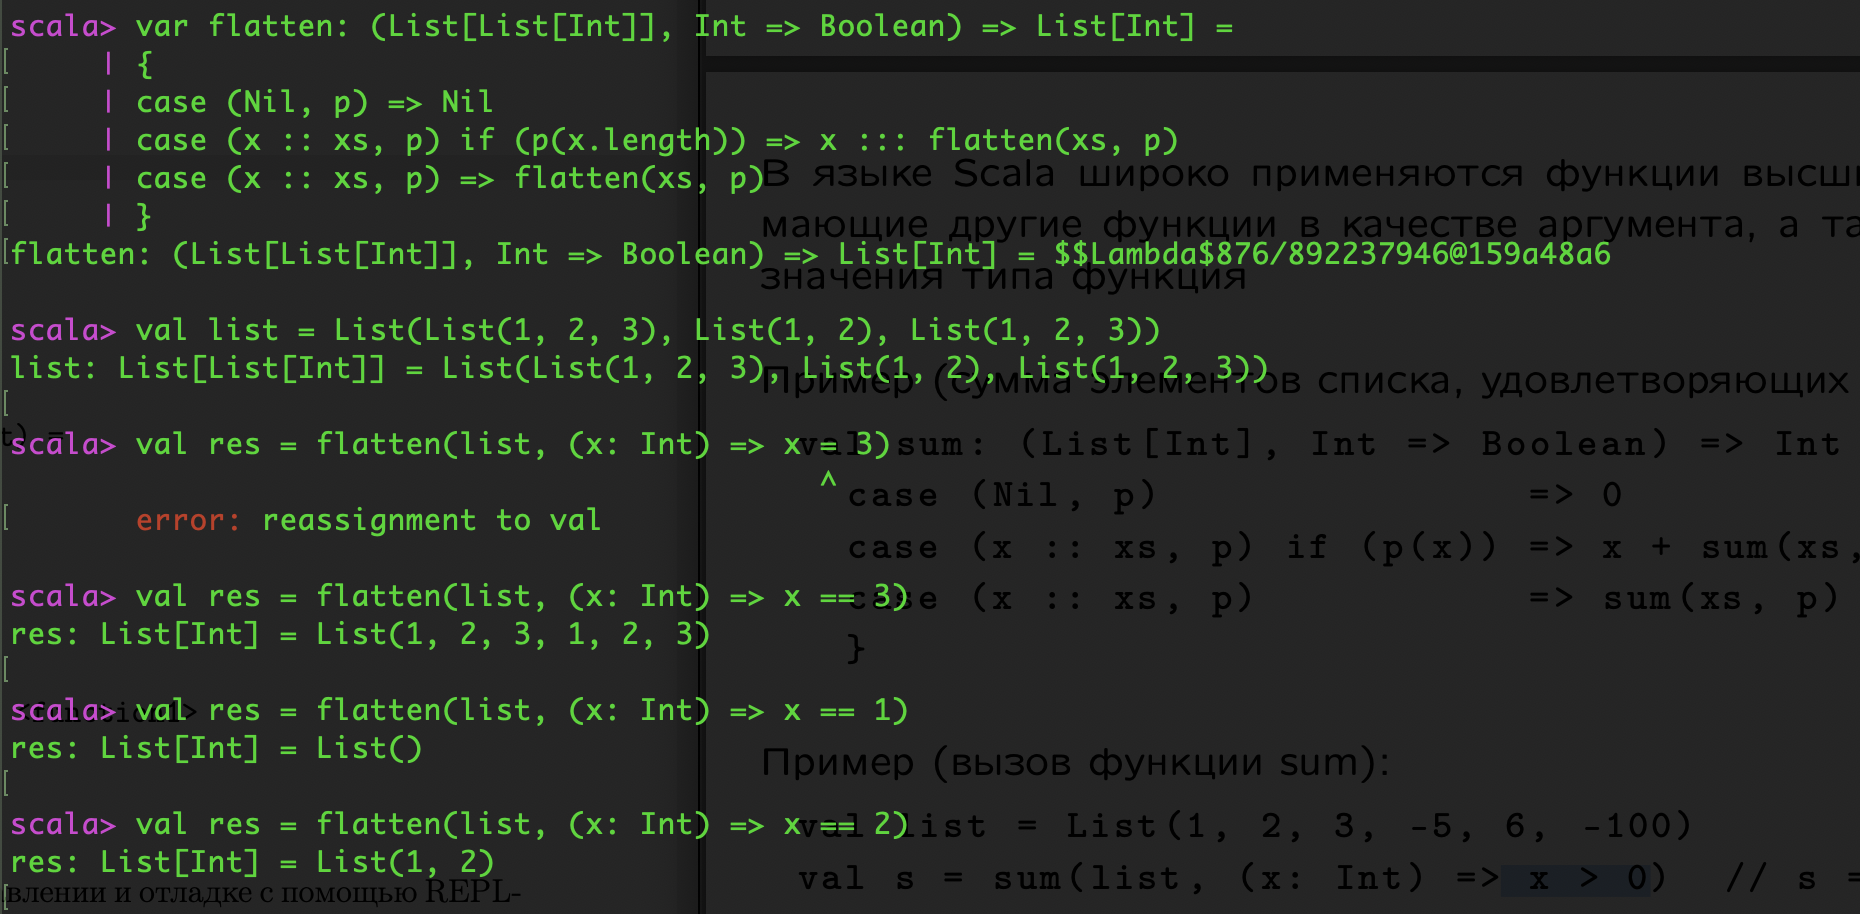 scala> var flatten: (List[List[Int]], Int => Boolean) => List[Int] =
[     | {
[     | case (Nil, p) => Nil
[     | case (x :: xs, p) if (p(x.length)) => x ::: flatten(xs, p)
[     | case (x :: xs, p) => flatten(xs, p)
[     | }
[flatten: (List[List[Int]], Int => Boolean) => List[Int] = $$Lambda$876/892237946@159a48a6
scala> val list = List(List(1, 2, 3), List(1, 2), List(1, 2, 3))
list: List[List[Int]] = List(List(1, 2, 3), List(1, 2), List(1, 2, 3))
[
scala> val res = flatten(list, (x: Int) => x = 3)
^
[       error: reassignment to val
scala> val res = flatten(list, (x: Int) => x == 3)
res: List[Int] = List(1, 2, 3, 1, 2, 3)
[
scala> val res = flatten(list, (x: Int) => x == 1)
res: List[Int] = List()
[
scala> val res = flatten(list, (x: Int) => x == 2)
res: List[Int] = List(1, 2)
[
влении и отладке с помощью REPL-
В языке Scala широко применяются функции
мающие другие функции в качестве аргумента, а
значения типа функция
Пример (сумма элементов списка, удовлетворяющих
val sum: (List[Int], Int => Boolean) => Int
case (Nil, p) => 0
case (x :: xs, p) if (p(x)) => x + sum(xs,
case (x :: xs, p) => sum(xs, p)
}
Пример (вызов функции sum):
val list = List(1, 2, 3, -5, 6, -100)
val s = sum(list, (x: Int) => x > 0) // s =